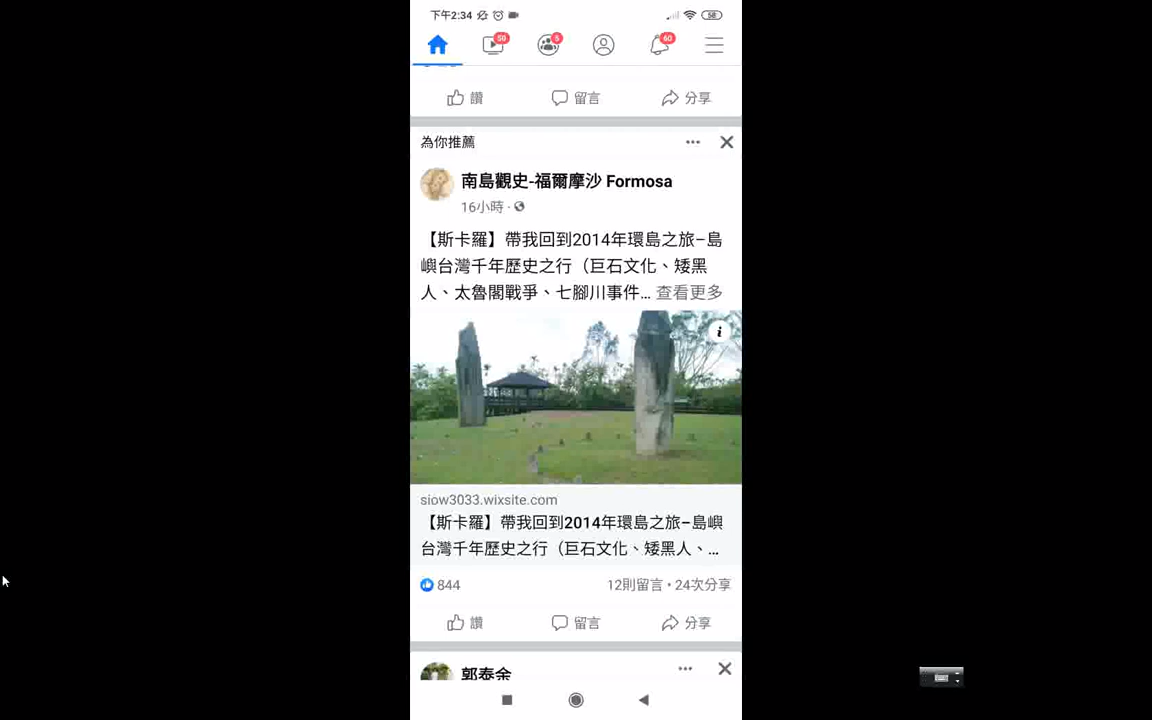 下午2:34 58
50 5 60
讚 留言 分享
為你推薦
南島觀史-福爾摩沙 Formosa
16小時 ·
【斯卡羅】帶我回到2014年環島之旅–島
嶼台灣千年歷史之行（巨石文化、矮黑
人、太魯閣戰爭、七腳川事件... 查看更多
siow3033.wixsite.com
【斯卡羅】帶我回到2014年環島之旅–島嶼
台灣千年歷史之行（巨石文化、矮黑人、...
844 12則留言 • 24次分享
讚 留言 分享
郭泰余